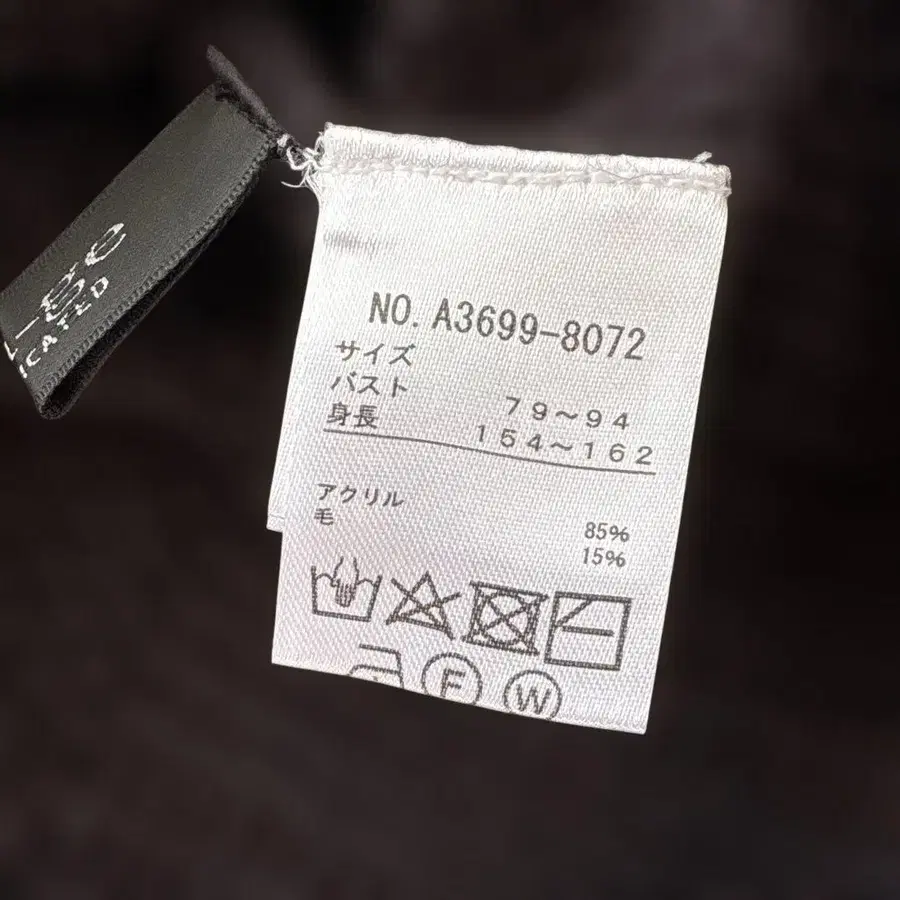 NO. A3699-8072
サイズ
バスト 79~94
身長 154~162
アクリル 85%
毛 15%
F
W